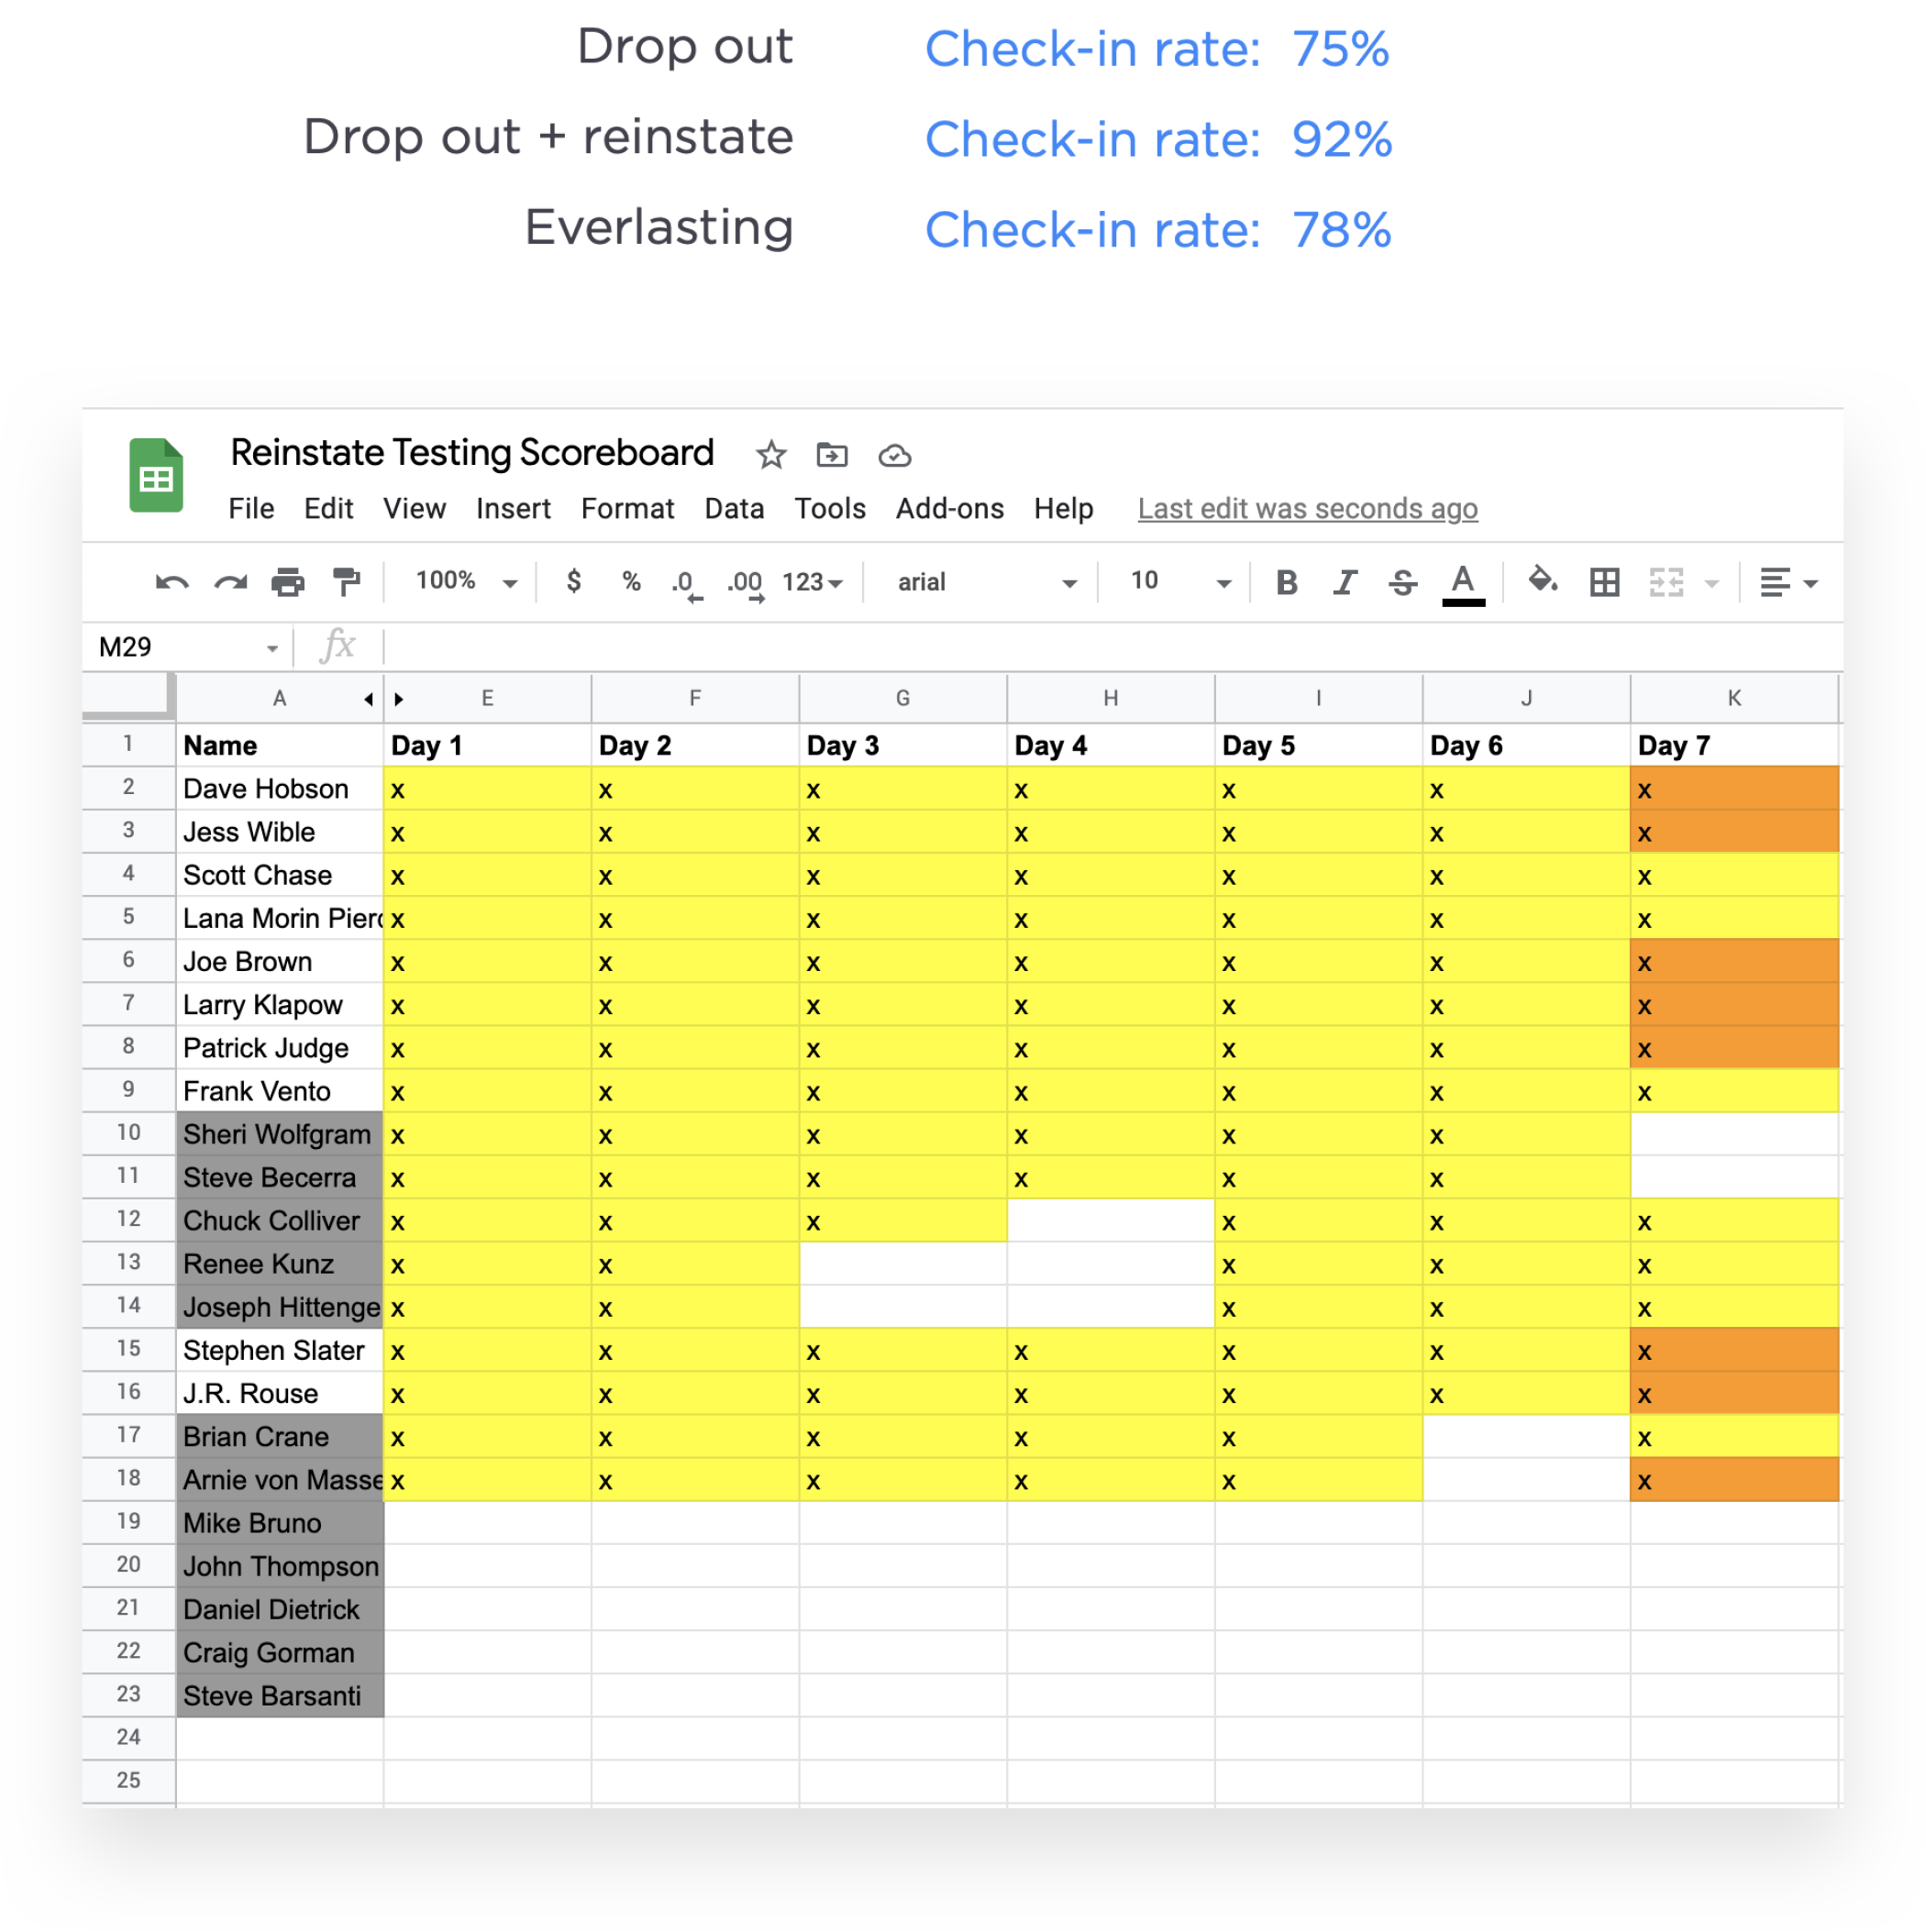 Drop out Check-in rate: 75%
Drop out + reinstate Check-in rate: 92%
Everlasting Check-in rate: 78%
Reinstate Testing Scoreboard
File Edit View Insert Format Data Tools Add-ons Help Last edit was seconds ago
100% $ % .0 .00 123 arial 10 B I S A
M29 fx
A E F G H I J K
1 Name Day 1 Day 2 Day 3 Day 4 Day 5 Day 6 Day 7
2 Dave Hobson x x x x x x x
3 Jess Wible x x x x x x x
4 Scott Chase x x x x x x x
5 Lana Morin Pierc x x x x x x x
6 Joe Brown x x x x x x x
7 Larry Klapow x x x x x x x
8 Patrick Judge x x x x x x x
9 Frank Vento x x x x x x x
10 Sheri Wolfgram x x x x x x
11 Steve Becerra x x x x x x
12 Chuck Colliver x x x x x x
13 Renee Kunz x x x x x
14 Joseph Hittenge x x x x x
15 Stephen Slater x x x x x x x
16 J.R. Rouse x x x x x x x
17 Brian Crane x x x x x x
18 Arnie von Masse x x x x x x
19 Mike Bruno
20 John Thompson
21 Daniel Dietrick
22 Craig Gorman
23 Steve Barsanti
24
25